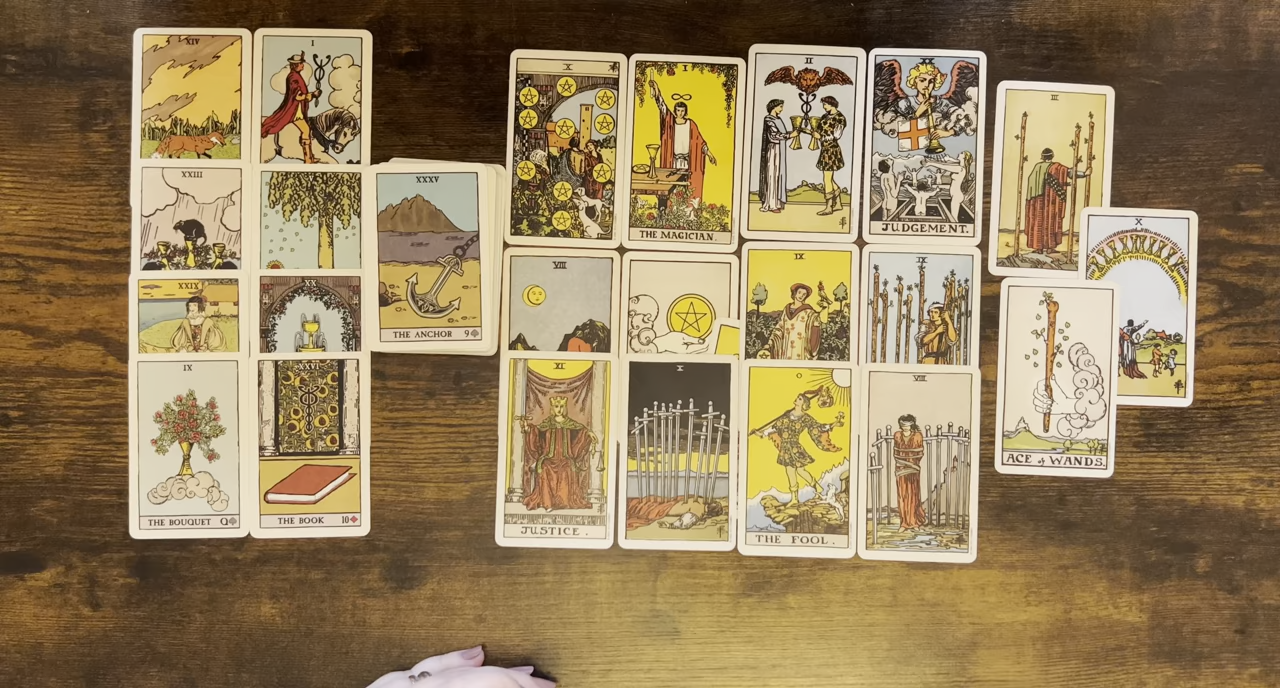 XIV
I
XXIII
XXIX
XX
IX
THE BOUQUET Q♠
XXVI
THE BOOK 10♦
XXXV
THE ANCHOR 9♠
X
I
THE MAGICIAN.
II
XX
JUDGEMENT.
VIII
IX
IX
XI
JUSTICE.
X
0
THE FOOL.
VIII
III
X
ACE of WANDS.